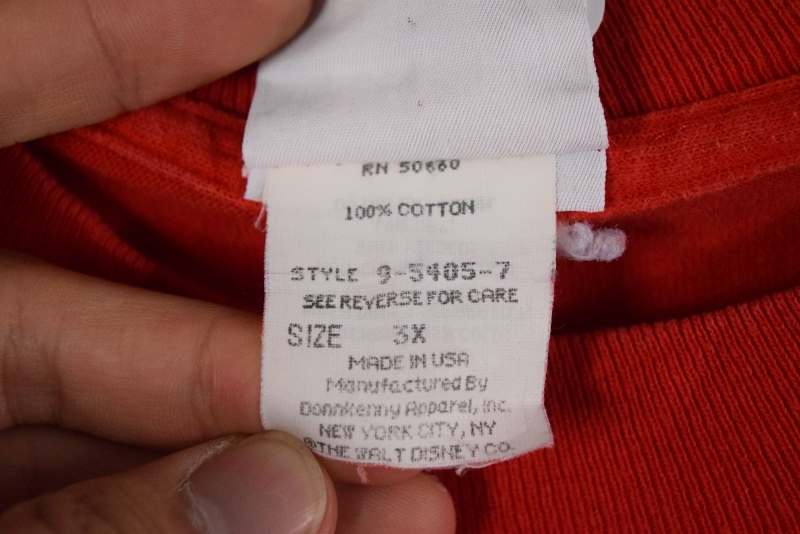 RN 50660
100% COTTON
STYLE 9-5405-7
SEE REVERSE FOR CARE
SIZE 3X
MADE IN USA
Manufactured By
DonnKenny Apparel, Inc.
NEW YORK CITY, NY
©THE WALT DISNEY CO.